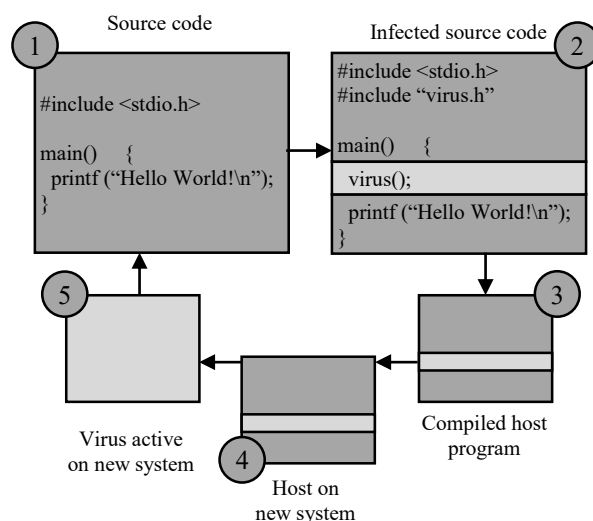 Source code
1
#include <stdio.h>
main() {
printf (“Hello World!\n”);
}
Infected source code
2
#include <stdio.h>
#include “virus.h”
main() {
virus();
printf (“Hello World!\n”);
}
3
Compiled host
program
4
Host on
new system
5
Virus active
on new system